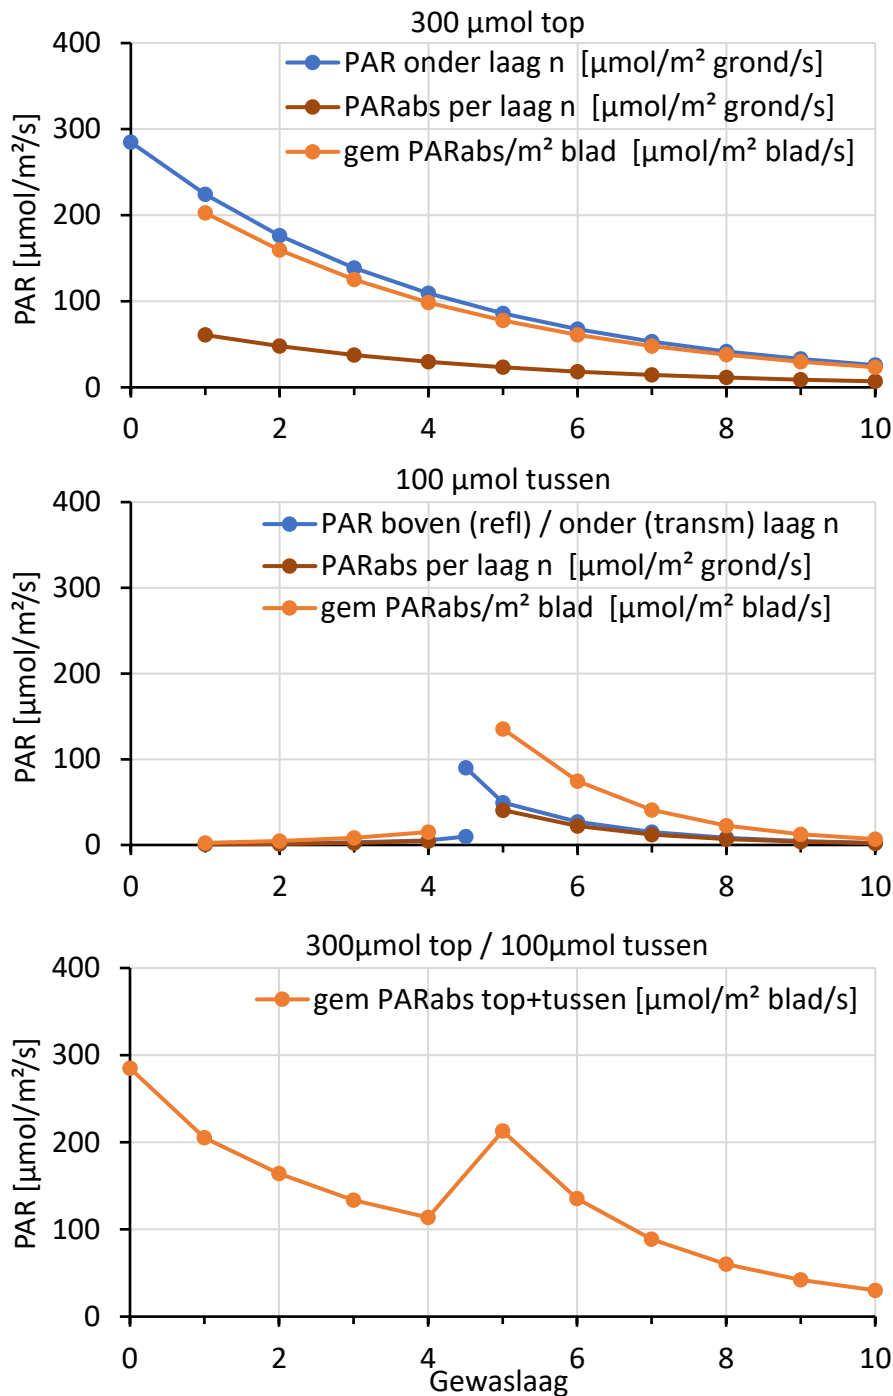 300 µmol top
400
300
200
100
0
PAR [µmol/m²/s]
PAR onder laag n [µmol/m² grond/s]
PARabs per laag n [µmol/m² grond/s]
gem PARabs/m² blad [µmol/m² blad/s]
0 2 4 6 8 10
100 µmol tussen
400
300
200
100
0
PAR [µmol/m²/s]
PAR boven (refl) / onder (transm) laag n
PARabs per laag n [µmol/m² grond/s]
gem PARabs/m² blad [µmol/m² blad/s]
0 2 4 6 8 10
300µmol top / 100µmol tussen
400
300
200
100
0
PAR [µmol/m²/s]
gem PARabs top+tussen [µmol/m² blad/s]
0 2 4 6 8 10
Gewaslaag